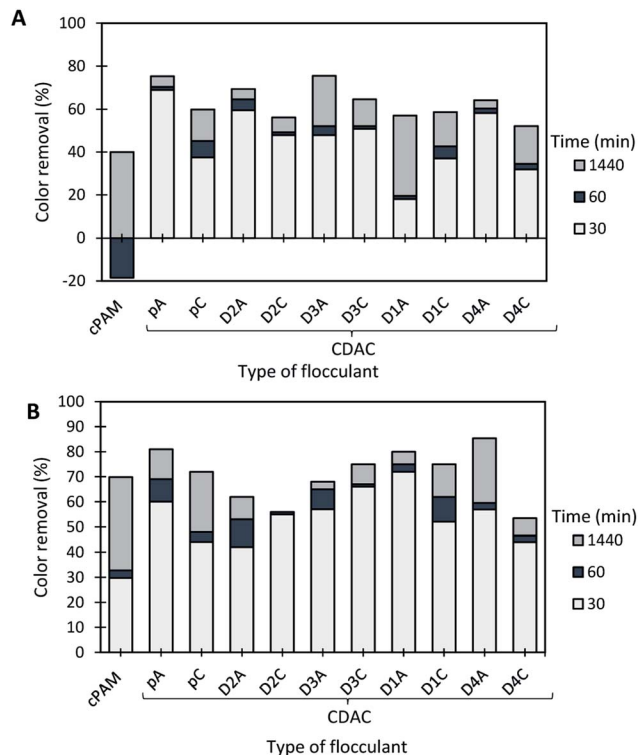 A
Color removal (%)
100
80
60
40
20
0
-20
Time (min)
1440
60
30
cPAM pA pC D2A D2C D3A D3C D1A D1C D4A D4C
CDAC
Type of flocculant
B
Color removal (%)
100
90
80
70
60
50
40
30
20
10
0
Time (min)
1440
60
30
cPAM pA pC D2A D2C D3A D3C D1A D1C D4A D4C
CDAC
Type of flocculant